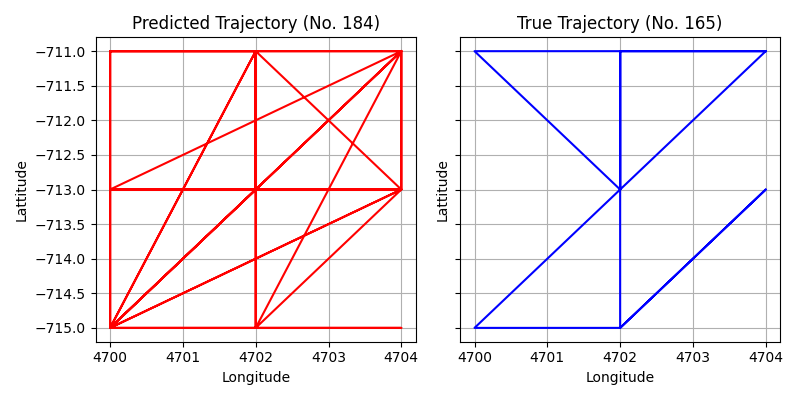 Predicted Trajectory (No. 184)
Lattitude
−711.0
−711.5
−712.0
−712.5
−713.0
−713.5
−714.0
−714.5
−715.0
4700 4701 4702 4703 4704
Longitude
True Trajectory (No. 165)
Lattitude
4700 4701 4702 4703 4704
Longitude